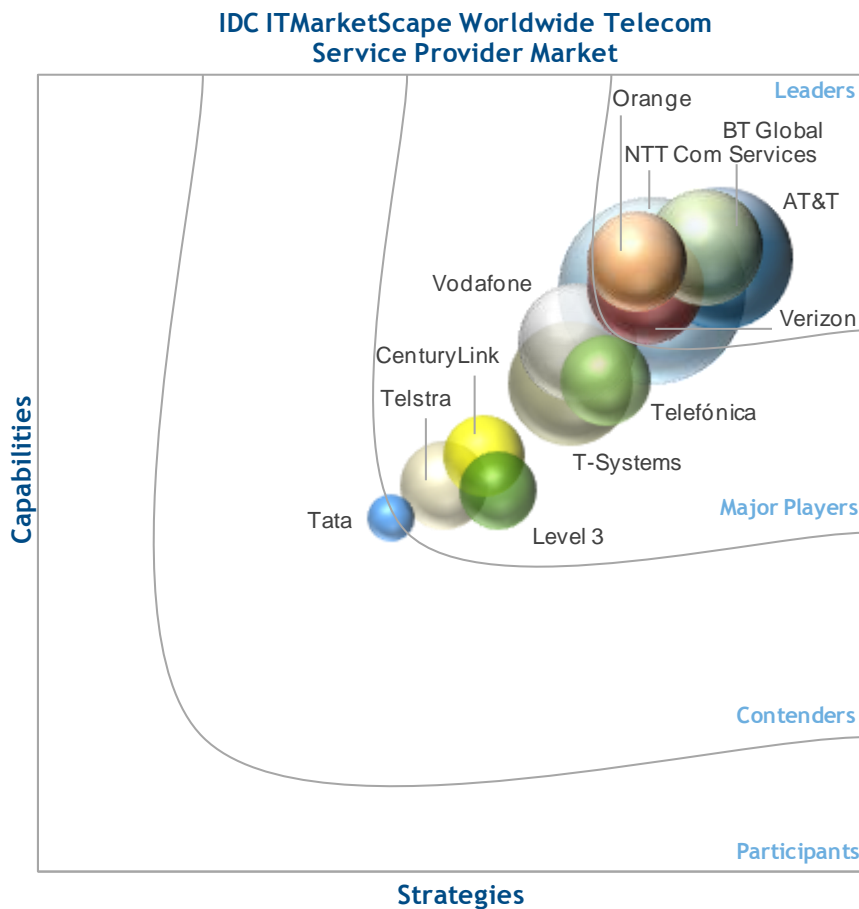 IDC ITMarketScape Worldwide Telecom
Service Provider Market
Leaders
Orange
BT Global
NTT Com Services
AT&T
Vodafone
Verizon
CenturyLink
Telstra
Telefónica
T-Systems
Major Players
Tata
Level 3
Capabilities
Contenders
Participants
Strategies